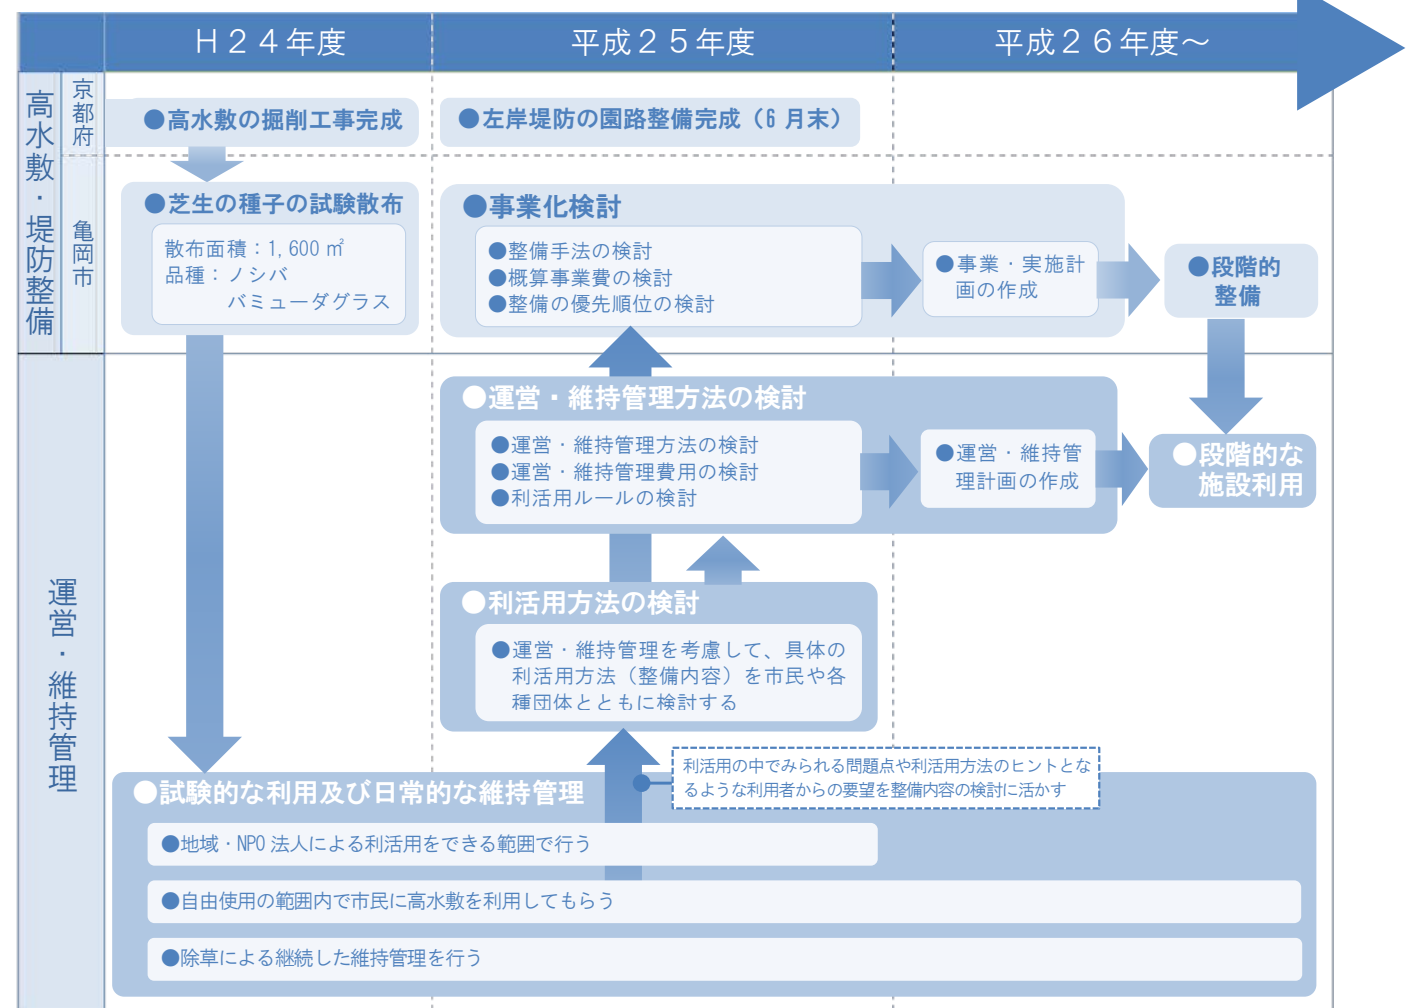 H24年度
平成25年度
平成26年度～
高水敷・堤防整備
京都府
●高水敷の掘削工事完成
●左岸堤防の園路整備完成（6月末）
亀岡市
●芝生の種子の試験散布
散布面積：1,600㎡
品種：ノシバ
バミューダグラス
●事業化検討
●整備手法の検討
●概算事業費の検討
●整備の優先順位の検討
●事業・実施計
画の作成
●段階的
整備
運営・維持管理
●運営・維持管理方法の検討
●運営・維持管理方法の検討
●運営・維持管理費用の検討
●利活用ルールの検討
●運営・維持管
理計画の作成
●段階的な
施設利用
●利活用方法の検討
●運営・維持管理を考慮して、具体の
利活用方法（整備内容）を市民や各
種団体とともに検討する
利活用の中でみられる問題点や利活用方法のヒントとな
るような利用者からの要望を整備内容の検討に活かす
●試験的な利用及び日常的な維持管理
●地域・NPO法人による利活用をできる範囲で行う
●自由使用の範囲内で市民に高水敷を利用してもらう
●除草による継続した維持管理を行う